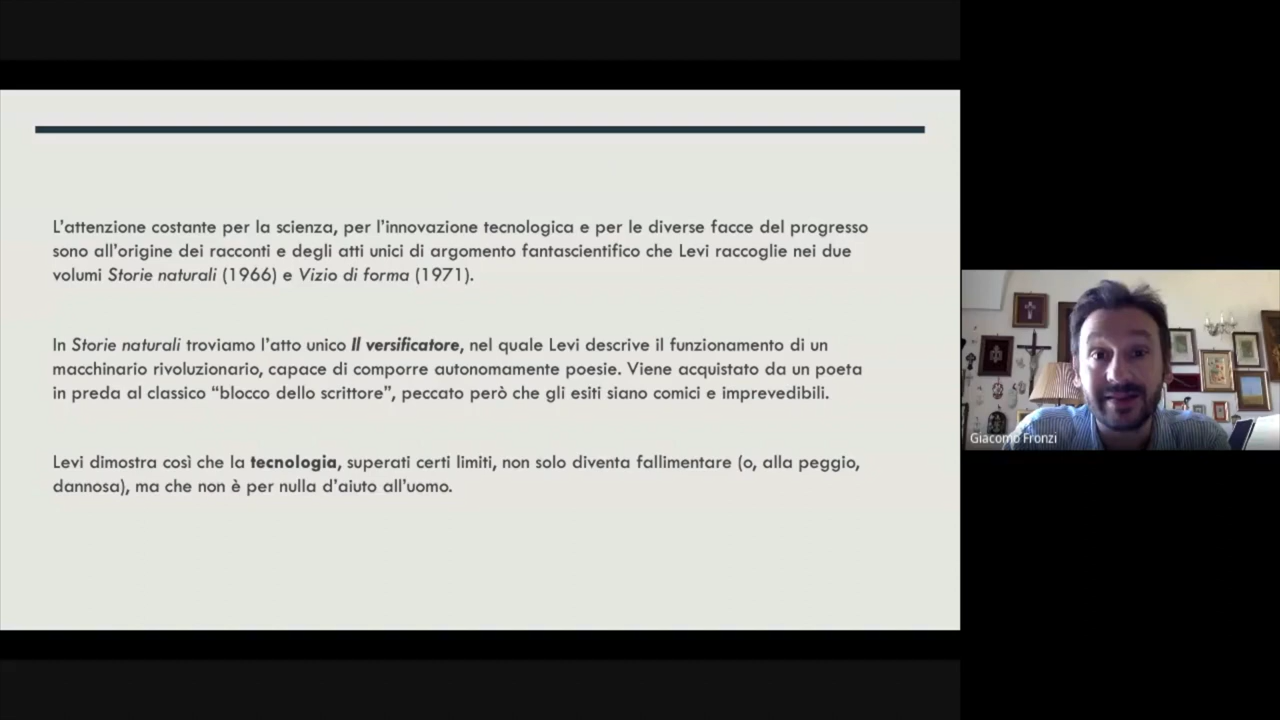 L’attenzione costante per la scienza, per l’innovazione tecnologica e per le diverse facce del progresso
sono all’origine dei racconti e degli atti unici di argomento fantascientifico che Levi raccoglie nei due
volumi Storie naturali (1966) e Vizio di forma (1971).
In Storie naturali troviamo l’atto unico Il versificatore, nel quale Levi descrive il funzionamento di un
macchinario rivoluzionario, capace di comporre autonomamente poesie. Viene acquistato da un poeta
in preda al classico “blocco dello scrittore”, peccato però che gli esiti siano comici e imprevedibili.
Levi dimostra così che la tecnologia, superati certi limiti, non solo diventa fallimentare (o, alla peggio,
dannosa), ma che non è per nulla d’aiuto all’uomo.
Giacomo Fronzi